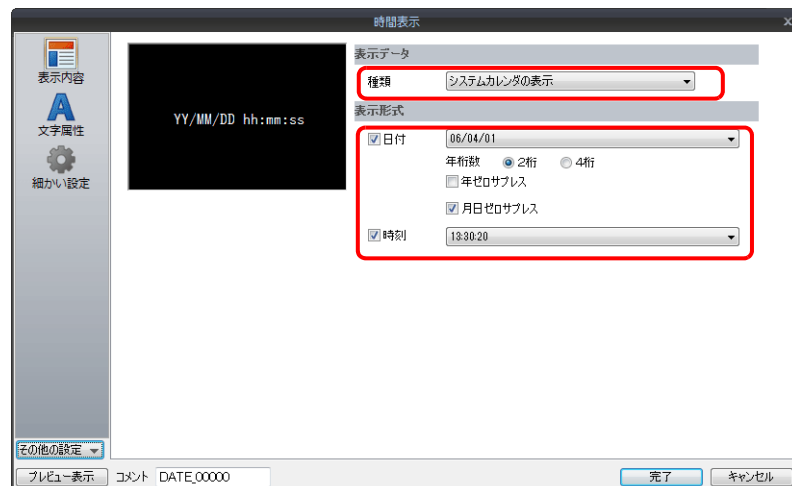 時間表示
表示内容
文字属性
細かい設定
その他の設定
YY/MM/DD hh:mm:ss
表示データ
種類 システムカレンダの表示
表示形式
日付 06/04/01
年桁数 2桁 4桁
年ゼロサプレス
月日ゼロサプレス
時刻 13:30:20
プレビュー表示 コメント DATE_00000 完了 キャンセル